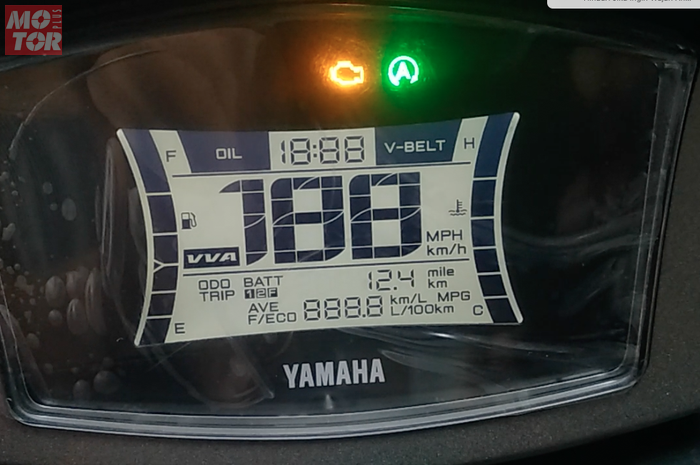 MOTOR PLUS
F OIL 18:88 V-BELT H
188
VVA
MPH
km/h
ODO BATT 12.4 mile
TRIP 12F km
AVE 888.8 km/L MPG
F/ECO L/100km
E C
YAMAHA